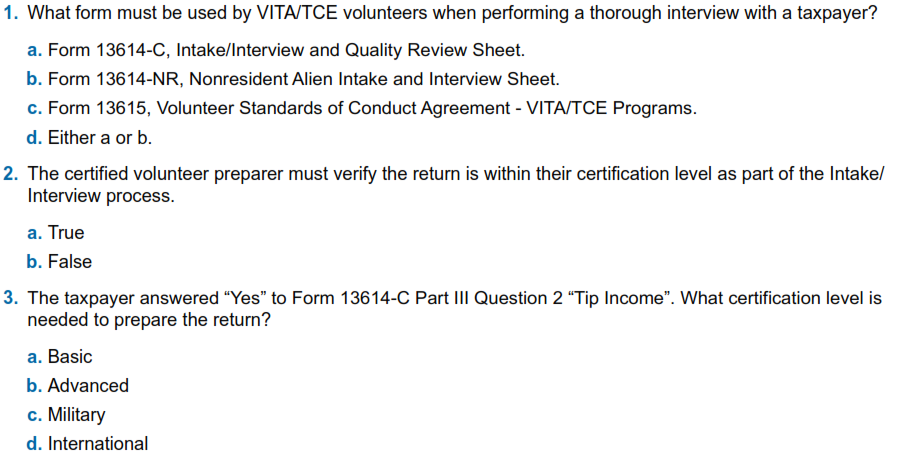 1. What form must be used by VITA/TCE volunteers when performing a thorough interview with a taxpayer?
a. Form 13614-C, Intake/Interview and Quality Review Sheet.
b. Form 13614-NR, Nonresident Alien Intake and Interview Sheet.
c. Form 13615, Volunteer Standards of Conduct Agreement - VITA/TCE Programs.
d. Either a or b.
2. The certified volunteer preparer must verify the return is within their certification level as part of the Intake/
Interview process.
a. True
b. False
3. The taxpayer answered “Yes” to Form 13614-C Part III Question 2 “Tip Income”. What certification level is
needed to prepare the return?
a. Basic
b. Advanced
c. Military
d. International